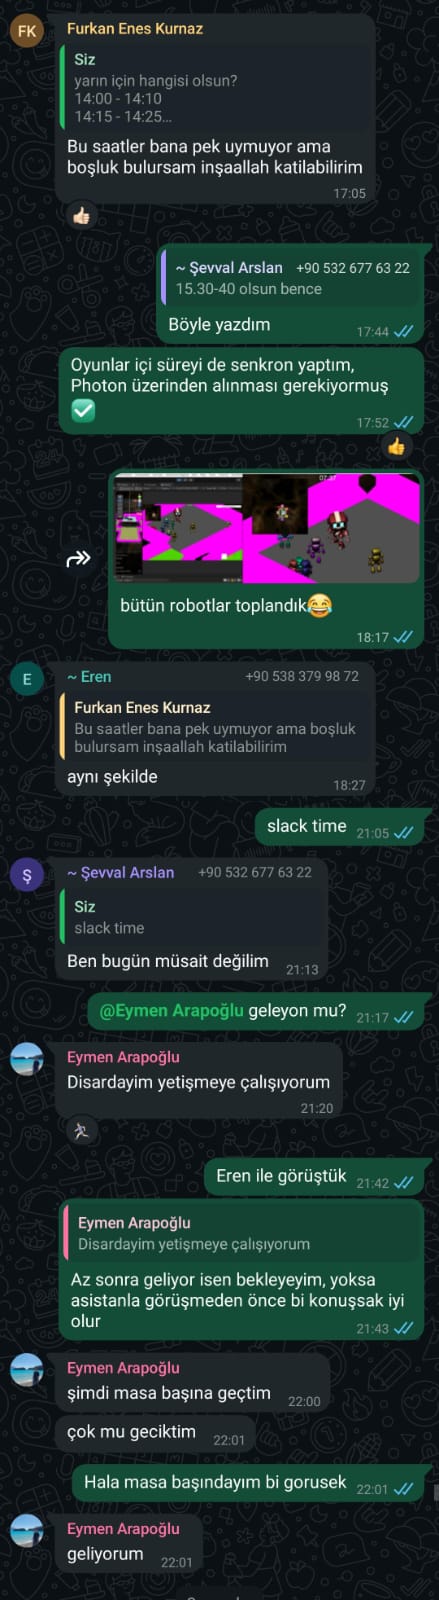 FK
Furkan Enes Kurnaz
Siz
yarın için hangisi olsun?
14:00 - 14:10
14:15 - 14:25...
Bu saatler bana pek uymuyor ama
boşluk bulursam inşaallah katilabilirim
17:05
~ Şevval Arslan +90 532 677 63 22
15.30-40 olsun bence
Böyle yazdım
17:44
Oyunlar içi süreyi de senkron yaptım,
Photon üzerinden alınması gerekiyormuş
✅
17:52
07:37
bütün robotlar toplandık😂
18:17
E
~ Eren +90 538 379 98 72
Furkan Enes Kurnaz
Bu saatler bana pek uymuyor ama boşluk
bulursam inşaallah katilabilirim
aynı şekilde
18:27
slack time 21:05
Ş
~ Şevval Arslan +90 532 677 63 22
Siz
slack time
Ben bugün müsait değilim 21:13
@Eymen Arapoğlu geleyon mu? 21:17
Eymen Arapoğlu
Disardayim yetişmeye çalışıyorum
21:20
Eren ile görüştük 21:42
Eymen Arapoğlu
Disardayim yetişmeye çalışıyorum
Az sonra geliyor isen bekleyeyim, yoksa
asistanla görüşmeden önce bi konuşsak iyi
olur
21:43
Eymen Arapoğlu
şimdi masa başına geçtim 22:00
çok mu geciktim 22:01
Hala masa başındayım bi gorusek 22:01
Eymen Arapoğlu
geliyorum 22:01